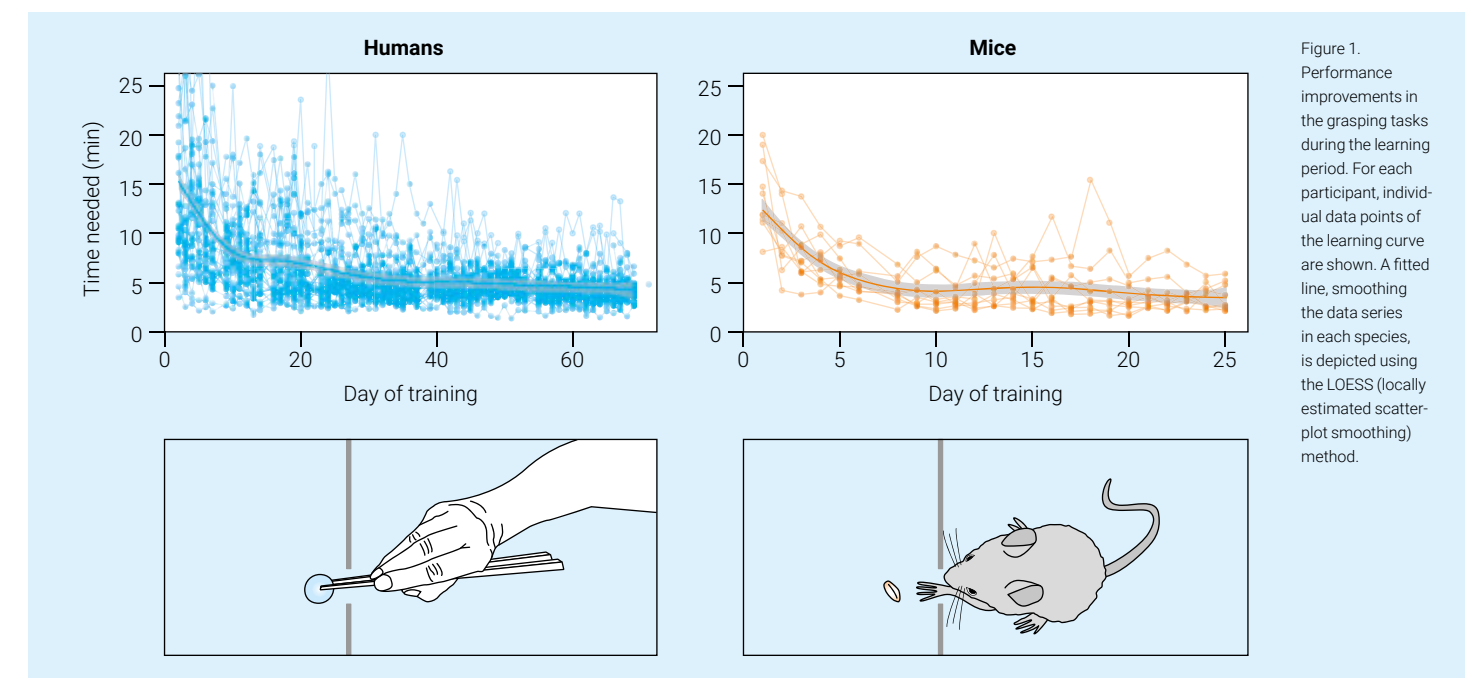 Humans
25
20
15
10
5
0
Time needed (min)
0 20 40 60
Day of training
Mice
25
20
15
10
5
0
0 5 10 15 20 25
Day of training
Figure 1.
Performance
improvements in
the grasping tasks
during the learning
period. For each
participant, individ-
ual data points of
the learning curve
are shown. A fitted
line, smoothing
the data series
in each species,
is depicted using
the LOESS (locally
estimated scatter-
plot smoothing)
method.